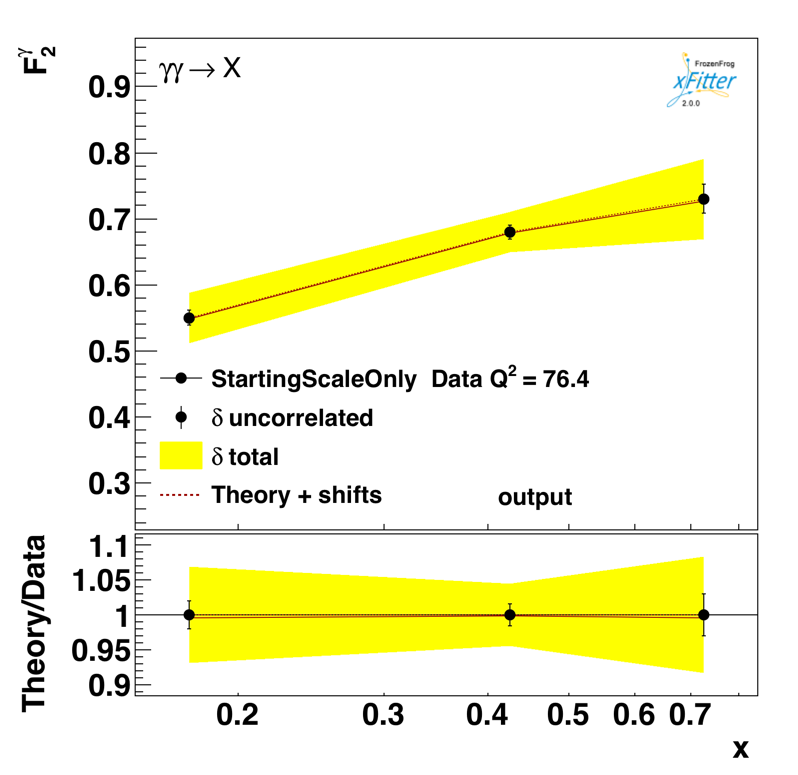 F₂^γ
γγ → X
FrozenFrog
xFitter
2.0.0
0.9
0.8
0.7
0.6
0.5
0.4
0.3
StartingScaleOnly Data Q² = 76.4
δ uncorrelated
δ total
Theory + shifts output
Theory/Data
1.1
1.05
1
0.95
0.9
0.2 0.3 0.4 0.5 0.6 0.7
x